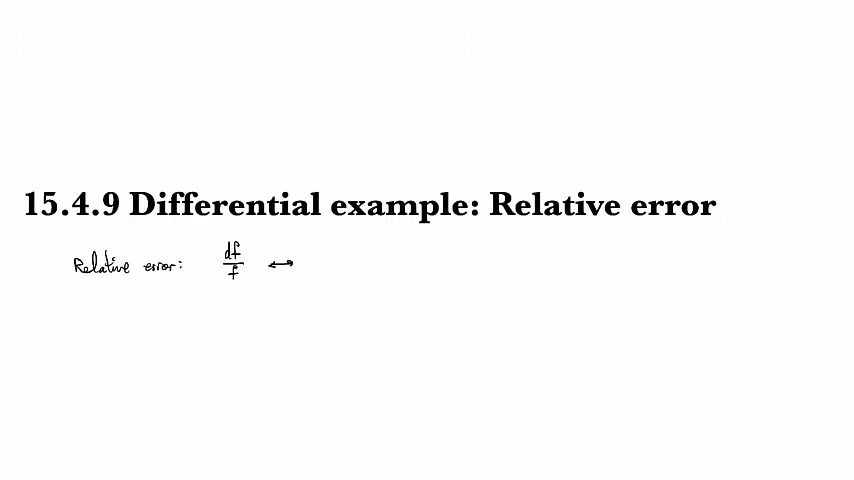 15.4.9 Differential example: Relative error
Relative error: df/f ↔